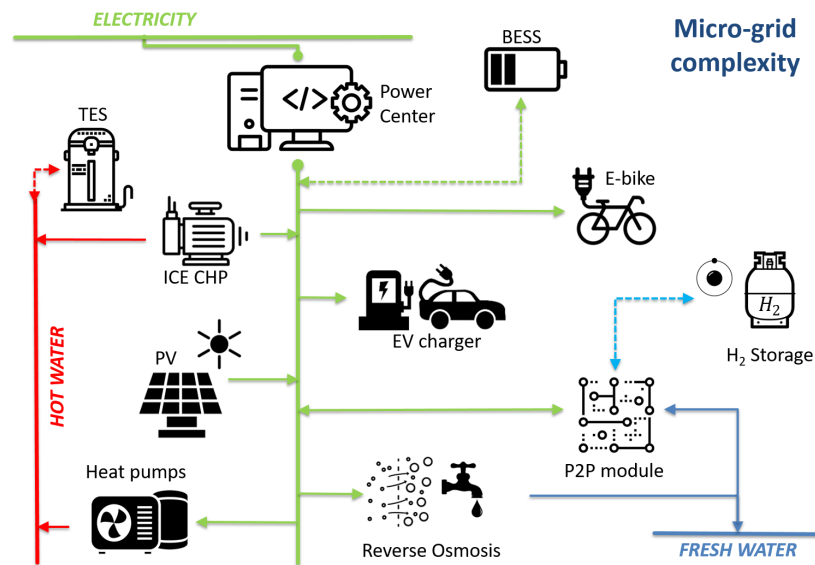 ELECTRICITY
BESS
Micro-grid
complexity
</>
Power
Center
TES
E-bike
ICE CHP
H₂
EV charger
H₂ Storage
PV
HOT WATER
P2P module
Heat pumps
Reverse Osmosis
FRESH WATER